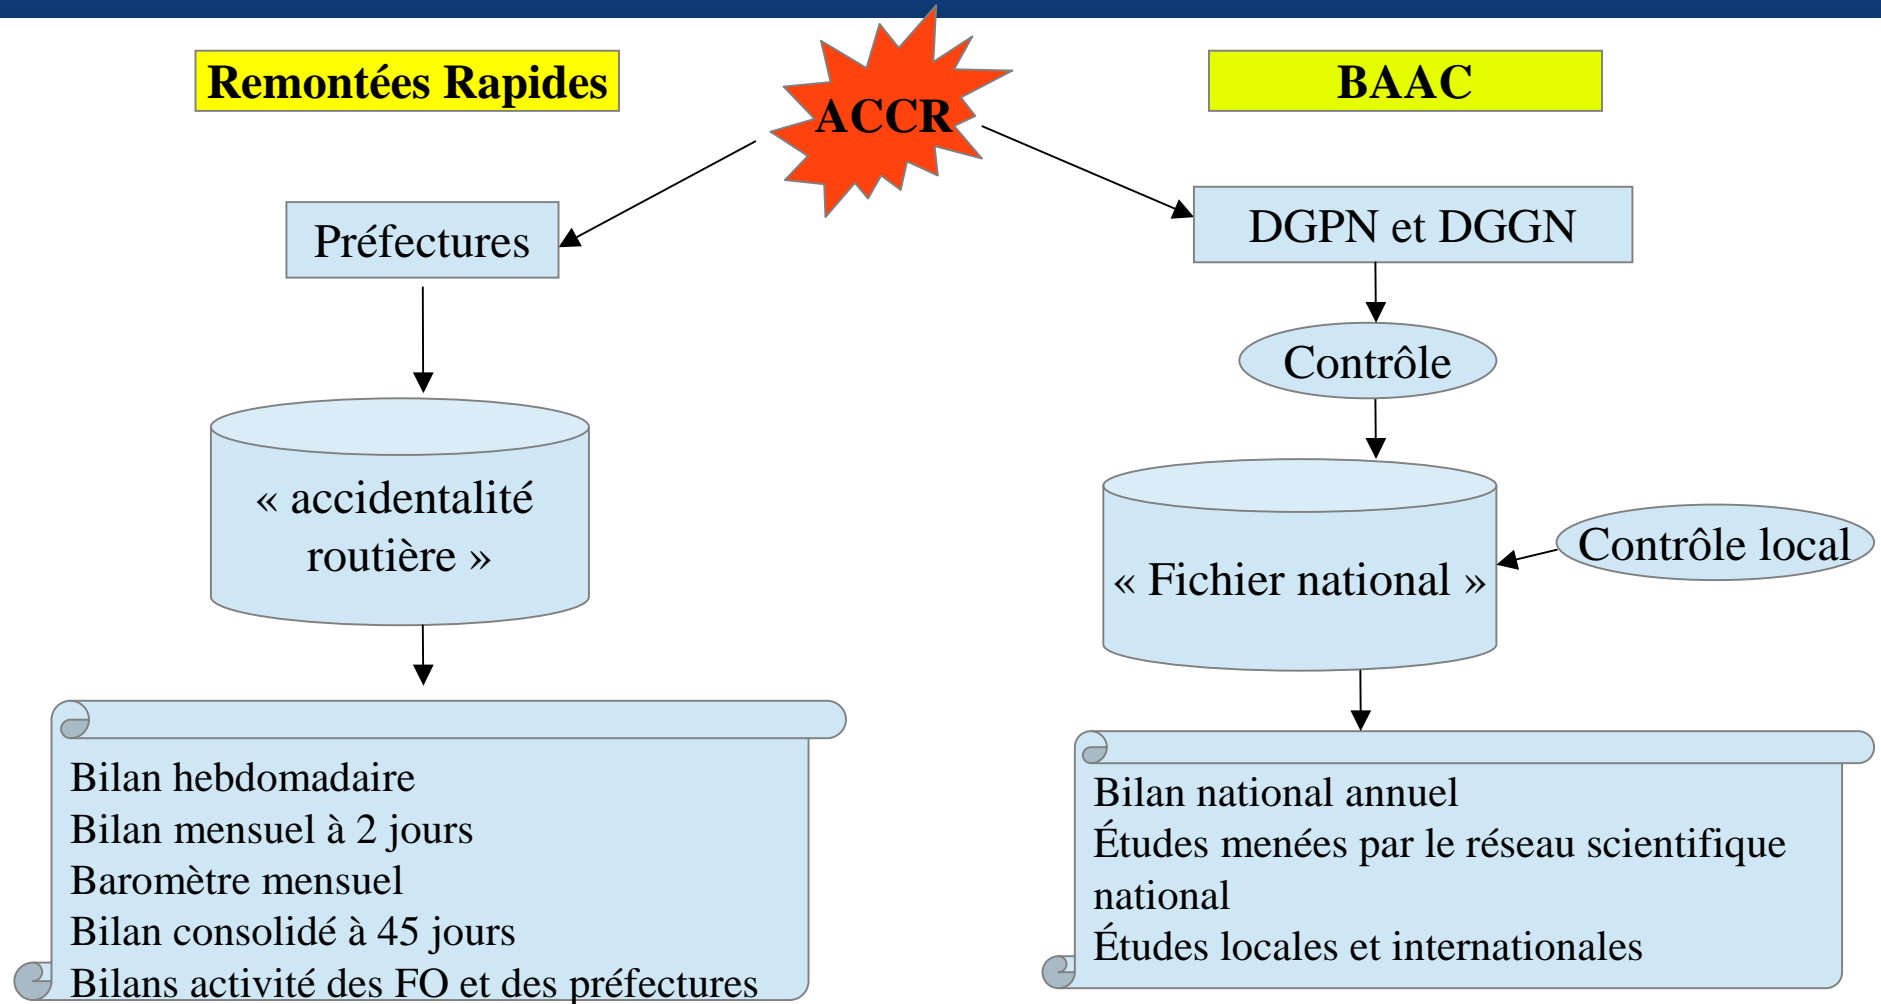 Remontées Rapides
ACCR
BAAC
Préfectures
DGPN et DGGN
Contrôle
« accidentalité
routière »
« Fichier national »
Contrôle local
Bilan hebdomadaire
Bilan mensuel à 2 jours
Baromètre mensuel
Bilan consolidé à 45 jours
Bilans activité des FO et des préfectures
Bilan national annuel
Études menées par le réseau scientifique
national
Études locales et internationales